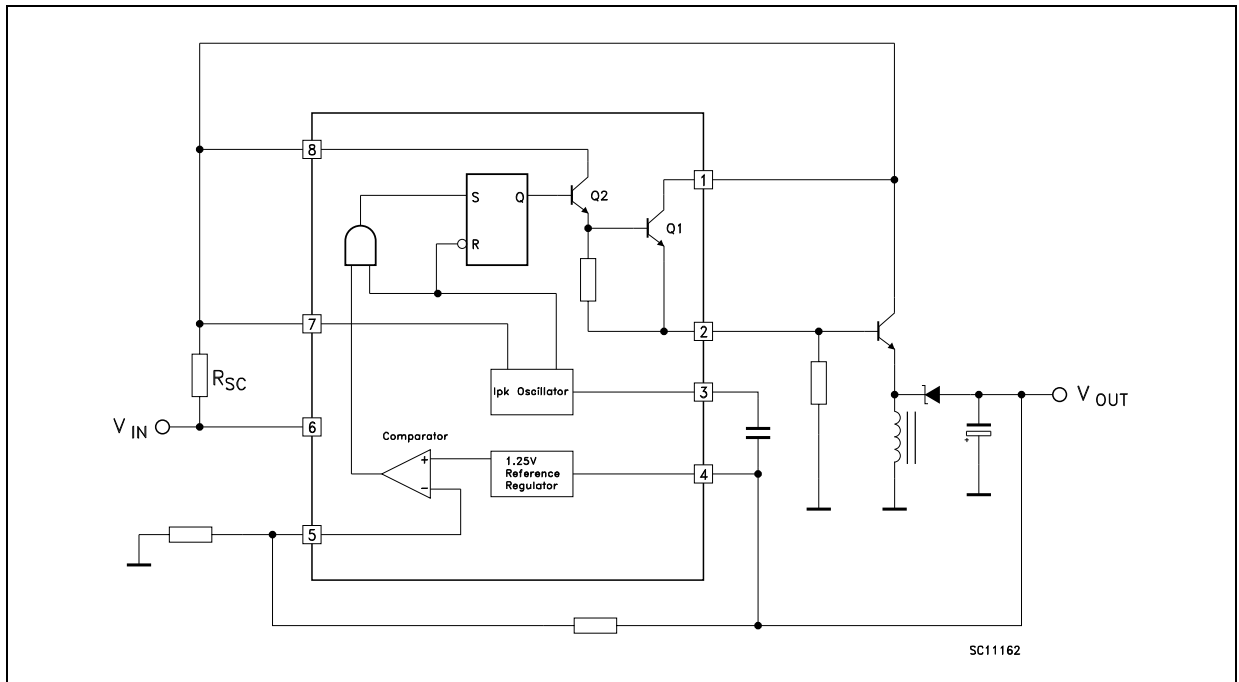 8
S
Q
Q2
1
Q1
R
7
2
RSC
Ipk Oscillator
3
VIN
6
VOUT
Comparator
+
1.25V
Reference
Regulator
4
-
+
5
SC11162